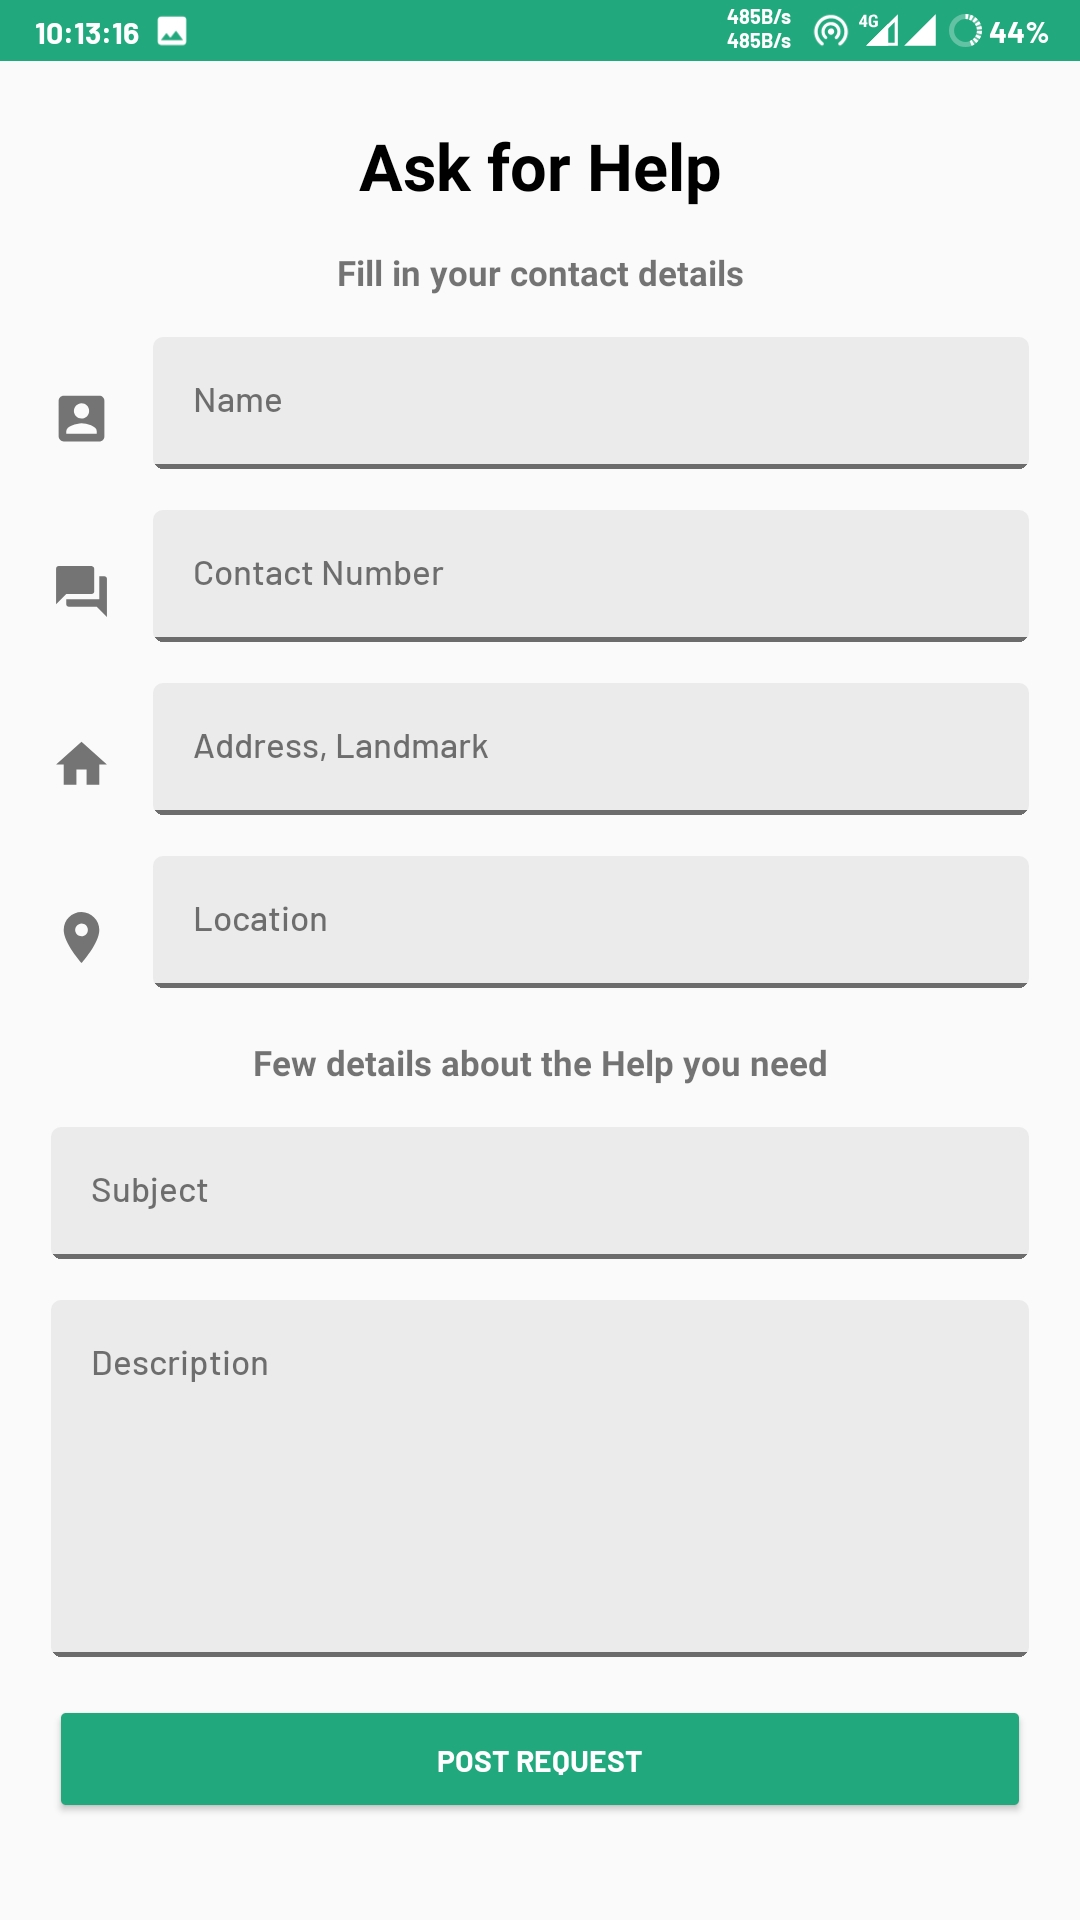 10:13:16
485B/s
485B/s
4G
44%
Ask for Help
Fill in your contact details
Name
Contact Number
Address, Landmark
Location
Few details about the Help you need
Subject
Description
POST REQUEST